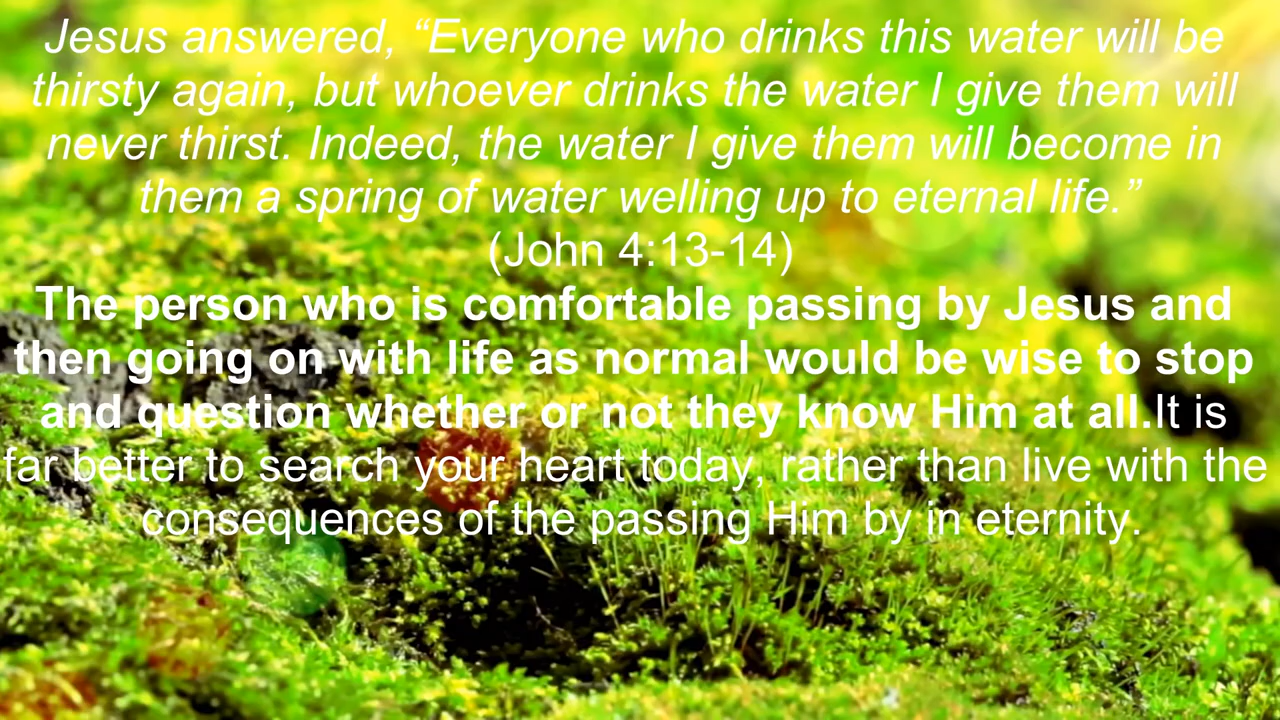 Jesus answered, “Everyone who drinks this water will be
thirsty again, but whoever drinks the water I give them will
never thirst. Indeed, the water I give them will become in
them a spring of water welling up to eternal life.”
(John 4:13-14)
The person who is comfortable passing by Jesus and
then going on with life as normal would be wise to stop
and question whether or not they know Him at all.It is
far better to search your heart today, rather than live with the
consequences of the passing Him by in eternity.